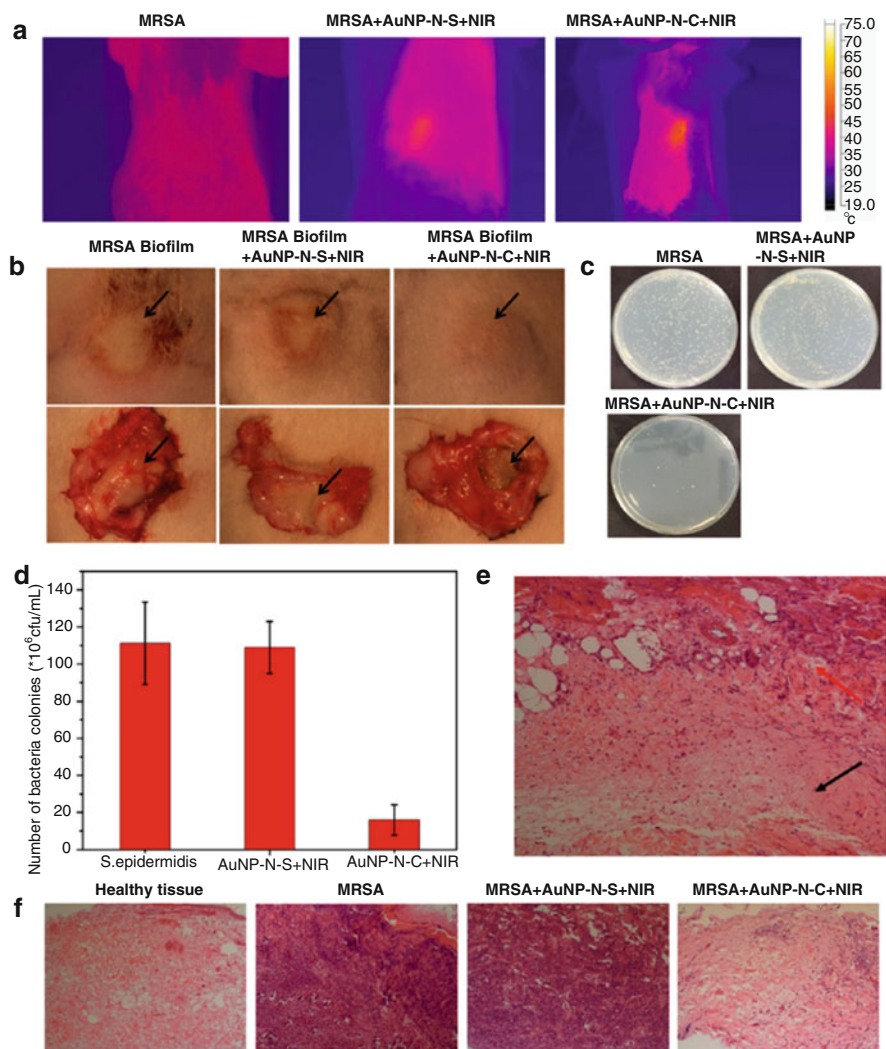 a
MRSA
MRSA+AuNP-N-S+NIR
MRSA+AuNP-N-C+NIR
75.0
70
65
60
55
50
45
40
35
30
25
19.0
°C
b
MRSA Biofilm
MRSA Biofilm
+AuNP-N-S+NIR
MRSA Biofilm
+AuNP-N-C+NIR
c
MRSA
MRSA+AuNP
-N-S+NIR
MRSA+AuNP-N-C+NIR
d
Number of bacteria colonies (*10⁶cfu/mL)
140
120
100
80
60
40
20
0
S.epidermidis
AuNP-N-S+NIR
AuNP-N-C+NIR
e
f
Healthy tissue
MRSA
MRSA+AuNP-N-S+NIR
MRSA+AuNP-N-C+NIR